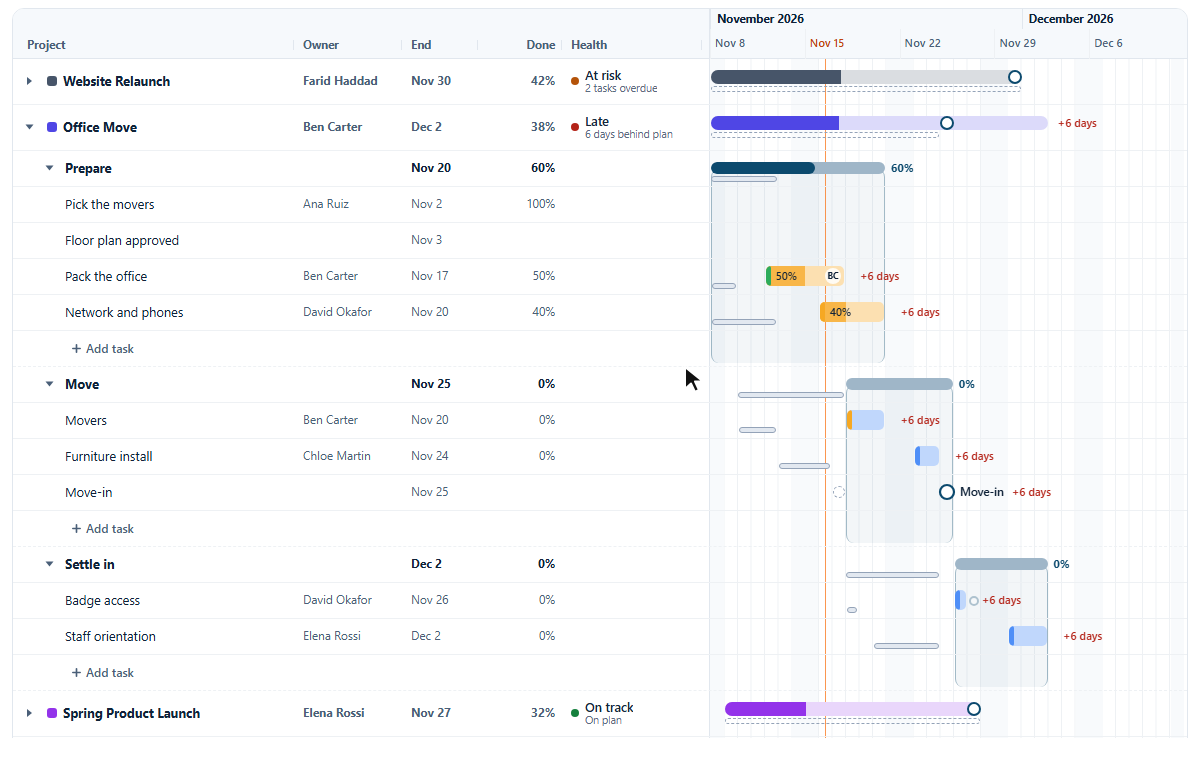 November 2026 December 2026
Project Owner End Done Health Nov 8 Nov 15 Nov 22 Nov 29 Dec 6
Website Relaunch Farid Haddad Nov 30 42% At risk
2 tasks overdue
Office Move Ben Carter Dec 2 38% Late +6 days
6 days behind plan
Prepare Nov 20 60% 60%
Pick the movers Ana Ruiz Nov 2 100%
Floor plan approved Nov 3
Pack the office Ben Carter Nov 17 50% 50% BC +6 days
Network and phones David Okafor Nov 20 40% 40% +6 days
+ Add task
Move Nov 25 0% 0%
Movers Ben Carter Nov 20 0% +6 days
Furniture install Chloe Martin Nov 24 0% +6 days
Move-in Nov 25 Move-in +6 days
+ Add task
Settle in Dec 2 0% 0%
Badge access David Okafor Nov 26 0% +6 days
Staff orientation Elena Rossi Dec 2 0% +6 days
+ Add task
Spring Product Launch Elena Rossi Nov 27 32% On track
On plan